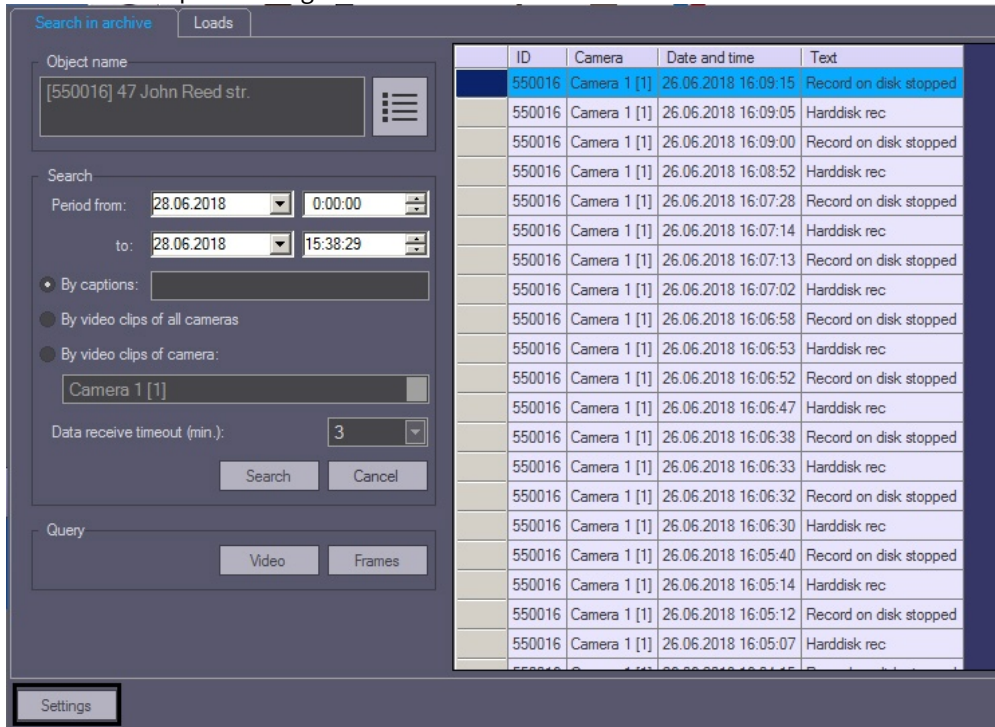 Search in archive Loads
Object name
[550016] 47 John Reed str.
Search
Period from: 28.06.2018 0:00:00
to: 28.06.2018 15:38:29
By captions:
By video clips of all cameras
By video clips of camera:
Camera 1 [1]
Data receive timeout (min.): 3
Search Cancel
Query
Video Frames
ID Camera Date and time Text
550016 Camera 1 [1] 26.06.2018 16:09:15 Record on disk stopped
550016 Camera 1 [1] 26.06.2018 16:09:05 Harddisk rec
550016 Camera 1 [1] 26.06.2018 16:09:00 Record on disk stopped
550016 Camera 1 [1] 26.06.2018 16:08:52 Harddisk rec
550016 Camera 1 [1] 26.06.2018 16:07:28 Record on disk stopped
550016 Camera 1 [1] 26.06.2018 16:07:14 Harddisk rec
550016 Camera 1 [1] 26.06.2018 16:07:13 Record on disk stopped
550016 Camera 1 [1] 26.06.2018 16:07:02 Harddisk rec
550016 Camera 1 [1] 26.06.2018 16:06:58 Record on disk stopped
550016 Camera 1 [1] 26.06.2018 16:06:53 Harddisk rec
550016 Camera 1 [1] 26.06.2018 16:06:52 Record on disk stopped
550016 Camera 1 [1] 26.06.2018 16:06:47 Harddisk rec
550016 Camera 1 [1] 26.06.2018 16:06:38 Record on disk stopped
550016 Camera 1 [1] 26.06.2018 16:06:33 Harddisk rec
550016 Camera 1 [1] 26.06.2018 16:06:32 Record on disk stopped
550016 Camera 1 [1] 26.06.2018 16:06:30 Harddisk rec
550016 Camera 1 [1] 26.06.2018 16:05:40 Record on disk stopped
550016 Camera 1 [1] 26.06.2018 16:05:14 Harddisk rec
550016 Camera 1 [1] 26.06.2018 16:05:12 Record on disk stopped
550016 Camera 1 [1] 26.06.2018 16:05:07 Harddisk rec
Settings